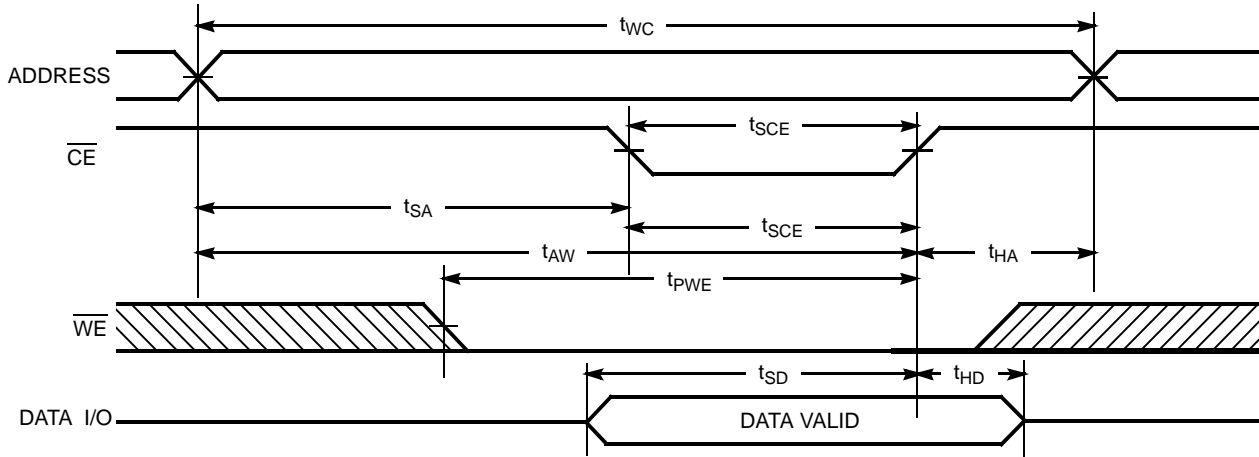 tWC
ADDRESS
tSCE
CE
tSA
tSCE
tAW
tHA
tPWE
WE
tSD
tHD
DATA I/O
DATA VALID